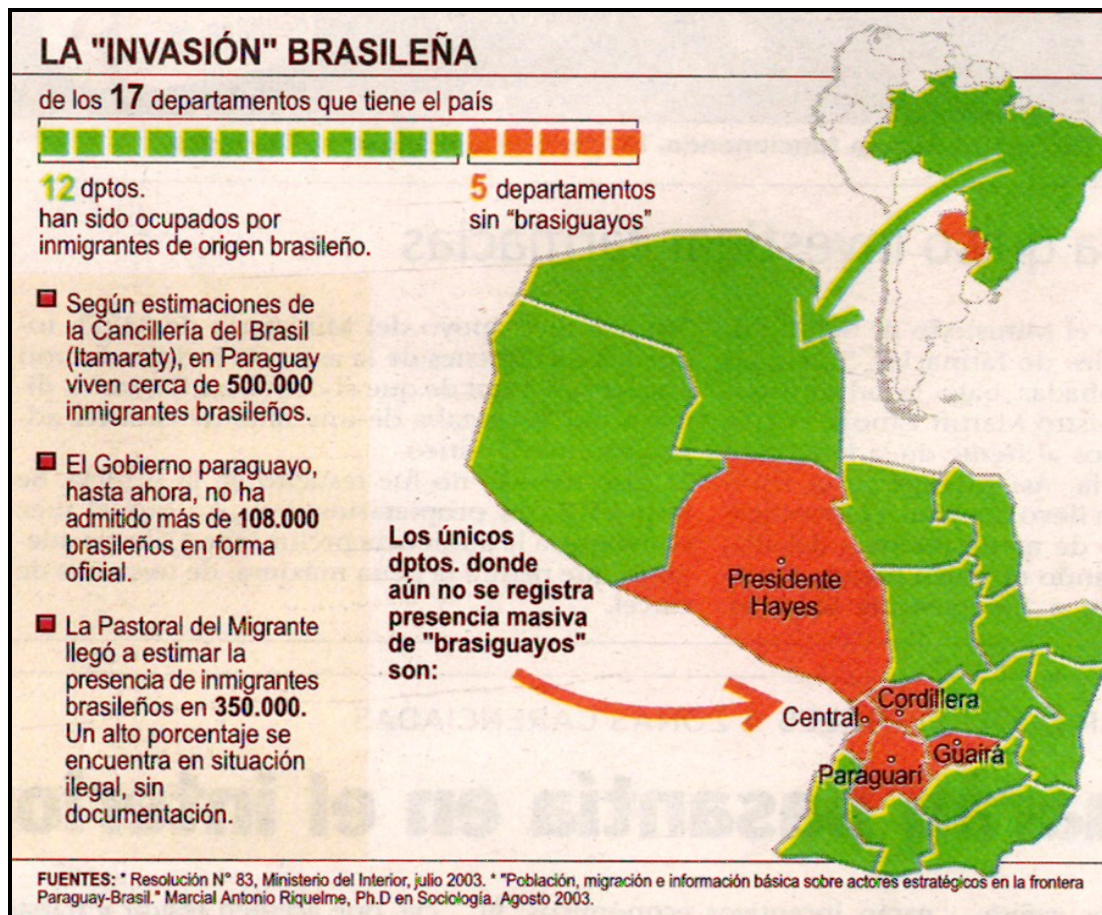 LA "INVASIÓN" BRASILEÑA
de los 17 departamentos que tiene el país
12 dptos.
han sido ocupados por
inmigrantes de origen brasileño.
5 departamentos
sin "brasiguayos"
Según estimaciones de
la Cancillería del Brasil
(Itamaraty), en Paraguay
viven cerca de 500.000
inmigrantes brasileños.
El Gobierno paraguayo,
hasta ahora, no ha
admitido más de 108.000
brasileños en forma
oficial.
La Pastoral del Migrante
llegó a estimar la
presencia de inmigrantes
brasileños en 350.000.
Un alto porcentaje se
encuentra en situación
ilegal, sin
documentación.
Los únicos
dptos. donde
aún no se registra
presencia masiva
de "brasiguayos"
son:
Presidente
Hayes
Cordillera
Central
Guairá
Paraguarí
FUENTES: * Resolución N° 83, Ministerio del Interior, julio 2003. * "Población, migración e información básica sobre actores estratégicos en la frontera
Paraguay-Brasil." Marcial Antonio Riquelme, Ph.D en Sociología. Agosto 2003.